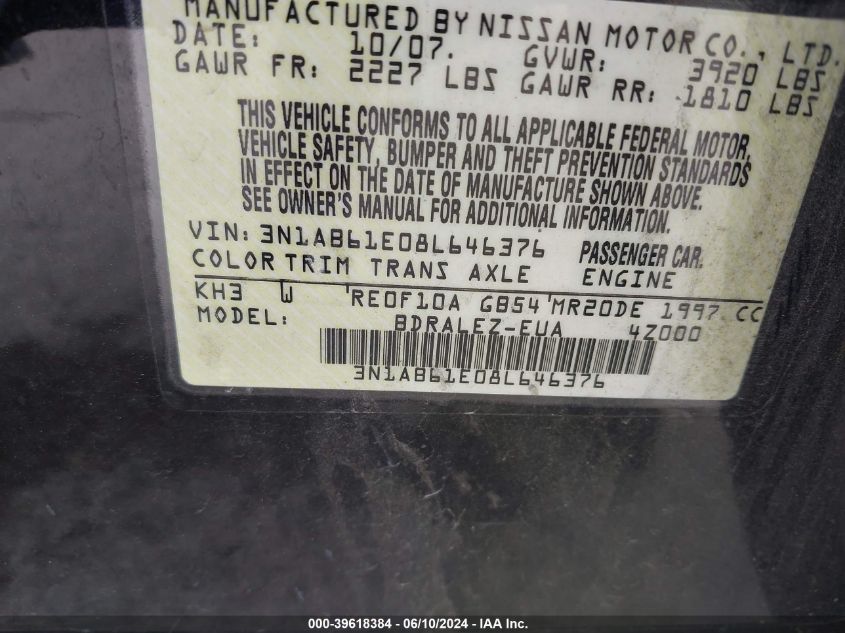 MANUFACTURED BY NISSAN MOTOR CO., LTD.
DATE: 10/07. GVWR: 3920 LBS
GAWR FR: 2227 LBS GAWR RR: 1810 LBS
THIS VEHICLE CONFORMS TO ALL APPLICABLE FEDERAL MOTOR,
VEHICLE SAFETY, BUMPER AND THEFT PREVENTION STANDARDS
IN EFFECT ON THE DATE OF MANUFACTURE SHOWN ABOVE.
SEE OWNER'S MANUAL FOR ADDITIONAL INFORMATION.
VIN: 3N1AB61E08L646376 PASSENGER CAR.
COLOR TRIM TRANS AXLE ENGINE
KH3 W RE0F10A GB54 MR20DE 1997 CC
MODEL: BDRALEZ-EUA 4Z000
3N1AB61E08L646376
000-39618384 - 06/10/2024 - IAA Inc.